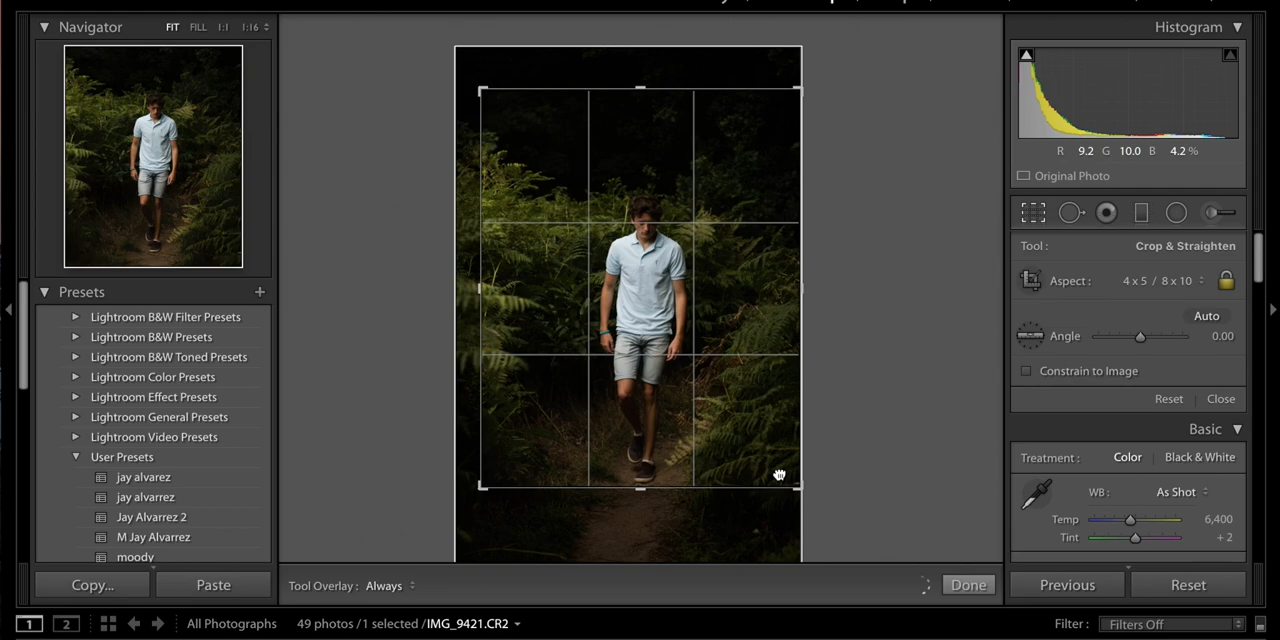 Navigator FIT FILL 1:1 1:16
Histogram
R 9.2 G 10.0 B 4.2 %
Original Photo
Tool : Crop & Straighten
Aspect : 4 x 5 / 8 x 10
Auto
Angle 0.00
Constrain to Image
Reset Close
Basic
Treatment : Color Black & White
WB : As Shot
Temp 6,400
Tint + 2
Previous Reset
Presets +
Lightroom B&W Filter Presets
Lightroom B&W Presets
Lightroom B&W Toned Presets
Lightroom Color Presets
Lightroom Effect Presets
Lightroom General Presets
Lightroom Video Presets
User Presets
jay alvarez
jay alvarrez
Jay Alvarrez 2
M Jay Alvarrez
moody
Copy... Paste
Tool Overlay : Always Done
1 2 All Photographs 49 photos /1 selected /IMG_9421.CR2 Filter : Filters Off